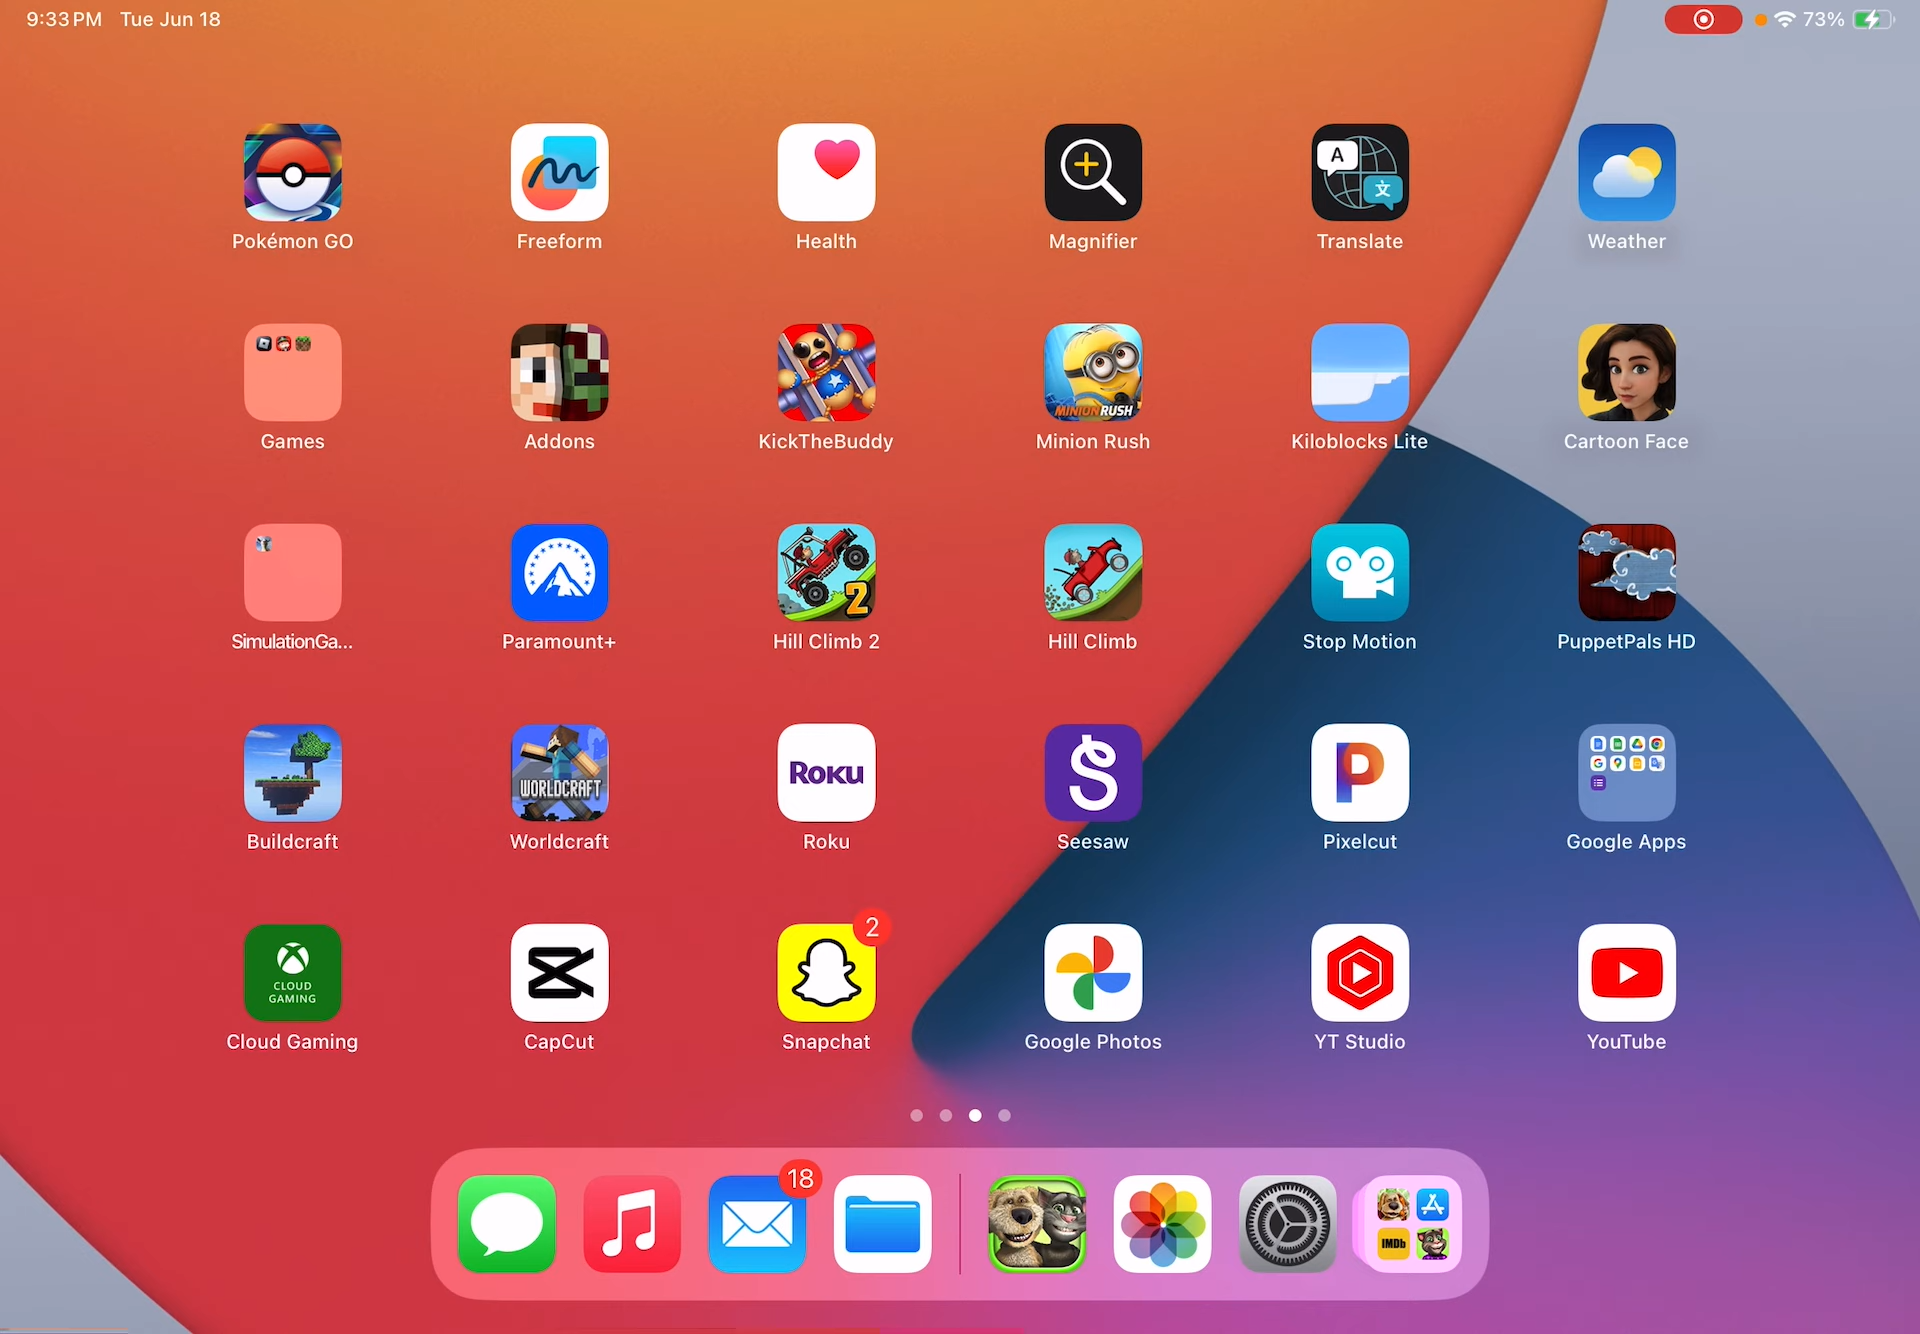 9:33 PM Tue Jun 18
73%
A
文
Pokémon GO
Freeform
Health
Magnifier
Translate
Weather
MINION RUSH
Games
Addons
KickTheBuddy
Minion Rush
Kiloblocks Lite
Cartoon Face
2
SimulationGa...
Paramount+
Hill Climb 2
Hill Climb
Stop Motion
PuppetPals HD
WORLDCRAFT
Roku
S
P
Buildcraft
Worldcraft
Roku
Seesaw
Pixelcut
Google Apps
2
CLOUD
GAMING
Cloud Gaming
CapCut
Snapchat
Google Photos
YT Studio
YouTube
18
IMDb